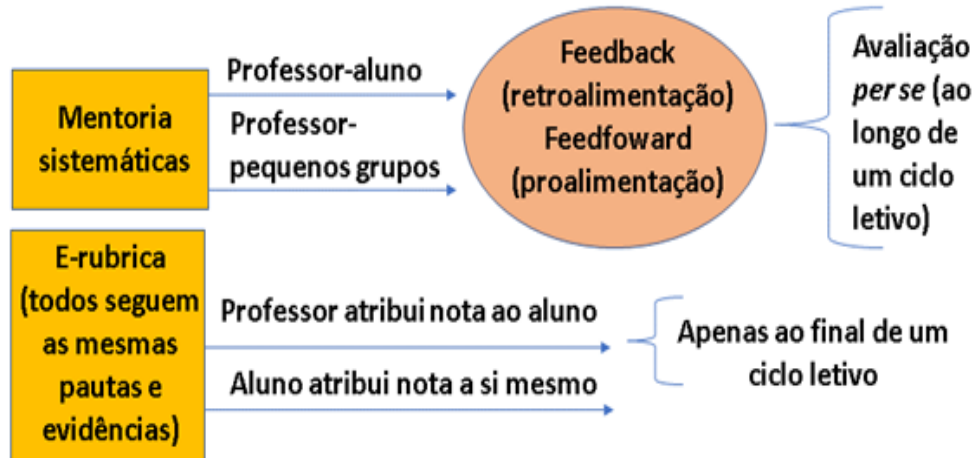 Mentoria
sistemáticas
Professor-aluno
Professor-
pequenos grupos
Feedback
(retroalimentação)
Feedfoward
(proalimentação)
Avaliação
per se (ao
longo de
um ciclo
letivo)
E-rubrica
(todos seguem
as mesmas
pautas e
evidências)
Professor atribui nota ao aluno
Aluno atribui nota a si mesmo
Apenas ao final de um
ciclo letivo